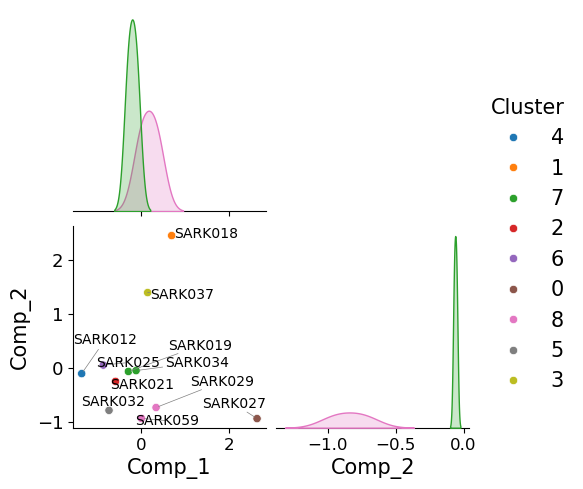 Cluster
4
1
7
2
6
0
8
5
3
Comp_2
2
1
0
−1
SARK018
SARK037
SARK012
SARK019
SARK025
SARK034
SARK021
SARK029
SARK032
SARK027
SARK059
0
2
Comp_1
−1.0
−0.5
0.0
Comp_2